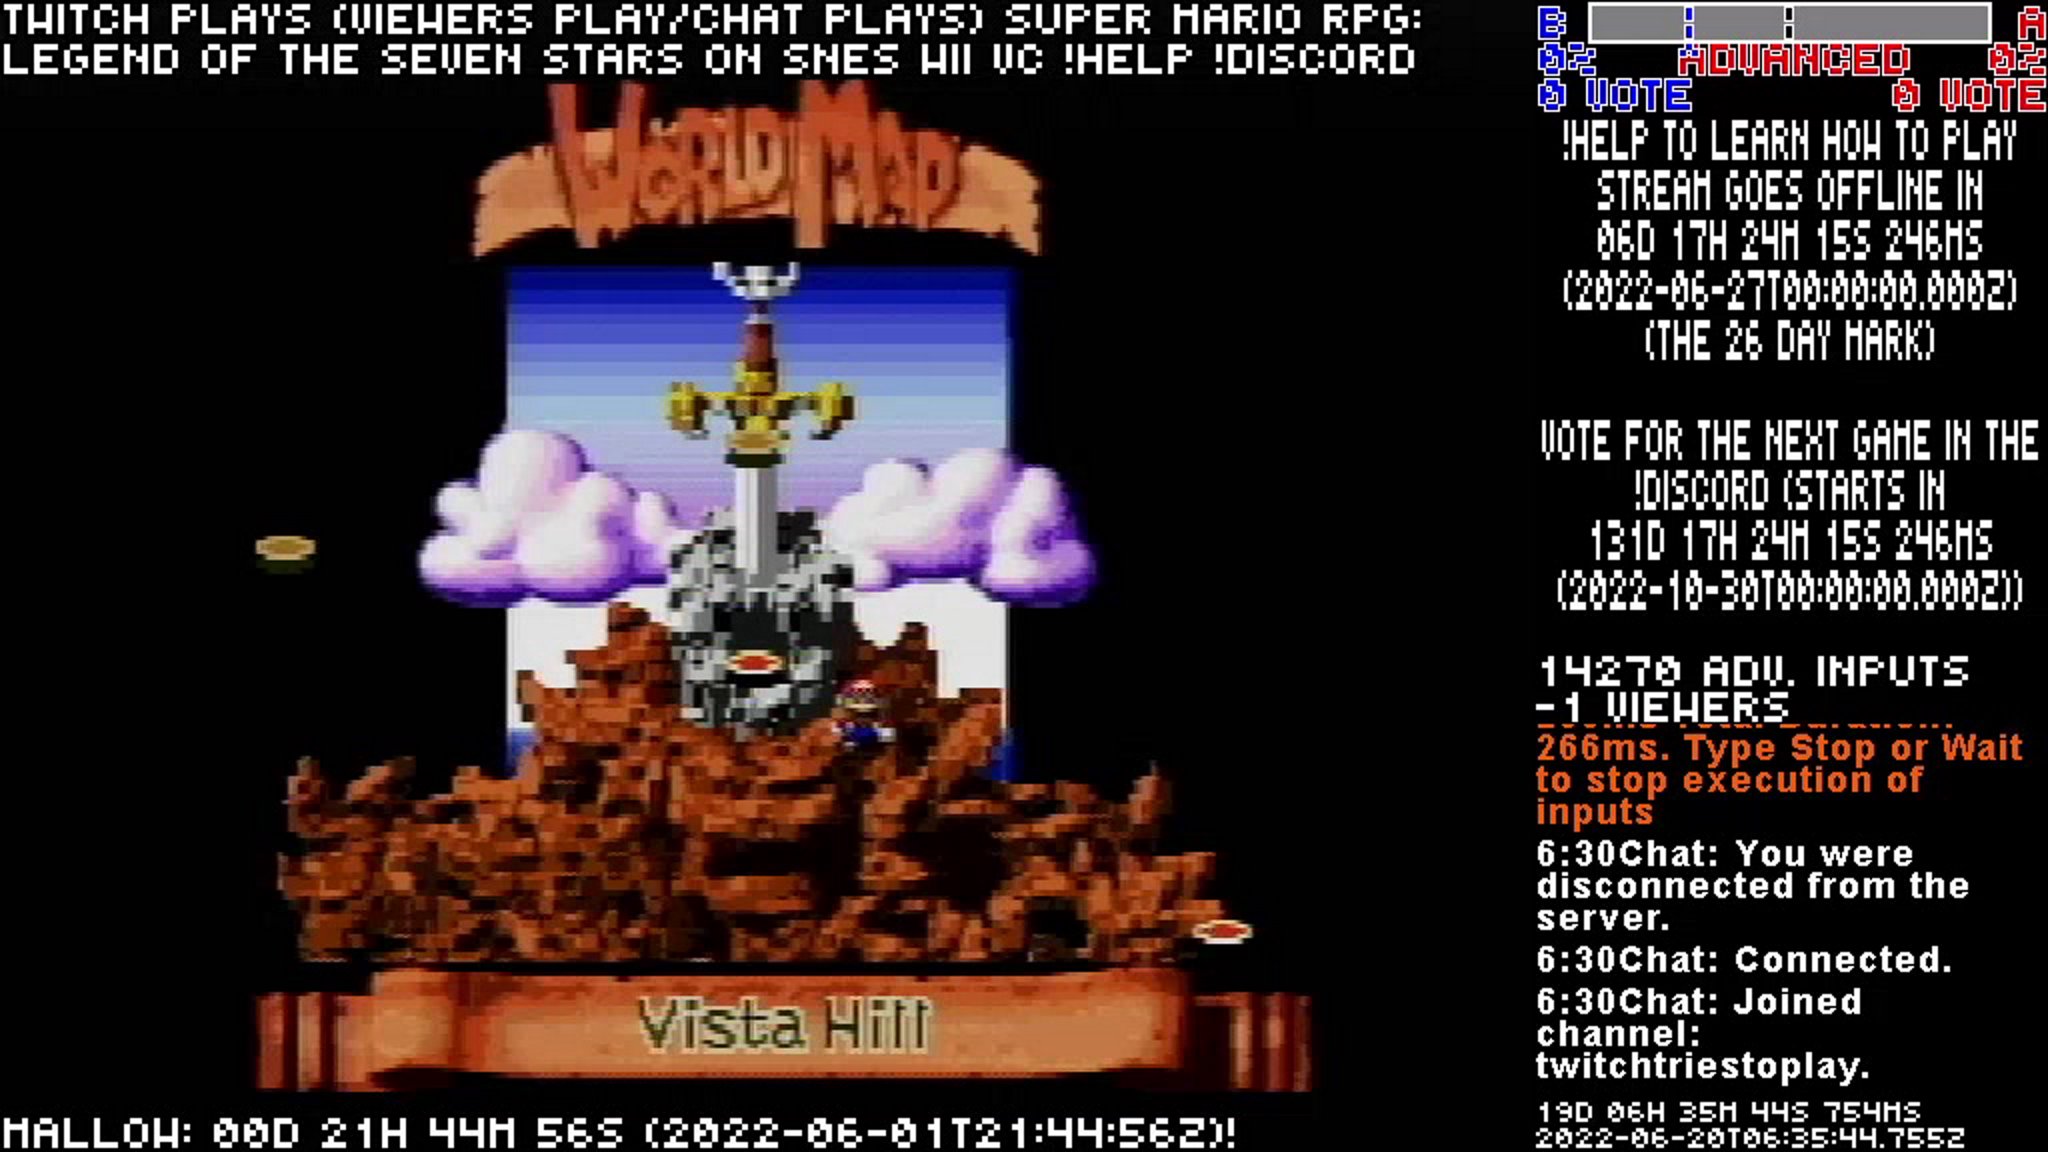 TWITCH PLAYS (VIEWERS PLAY/CHAT PLAYS) SUPER MARIO RPG:
LEGEND OF THE SEVEN STARS ON SNES WII VC !HELP !DISCORD
WORLD MAP
Vista Hill
MALLOW: 00D 21H 44M 56S (2022-06-01T21:44:56Z)!
B A
0% ADVANCED 0%
0 VOTE 0 VOTE
!HELP TO LEARN HOW TO PLAY
STREAM GOES OFFLINE IN
06D 17H 24M 15S 246MS
(2022-06-27T00:00:00.000Z)
(THE 26 DAY MARK)
VOTE FOR THE NEXT GAME IN THE
!DISCORD (STARTS IN
131D 17H 24M 15S 246MS
(2022-10-30T00:00:00.000Z))
14270 ADV. INPUTS
-1 VIEWERS
266ms. Type Stop or Wait
to stop execution of
inputs
6:30Chat: You were
disconnected from the
server.
6:30Chat: Connected.
6:30Chat: Joined
channel:
twitchtriestoplay.
19D 06H 35M 44S 754MS
2022-06-20T06:35:44.755Z